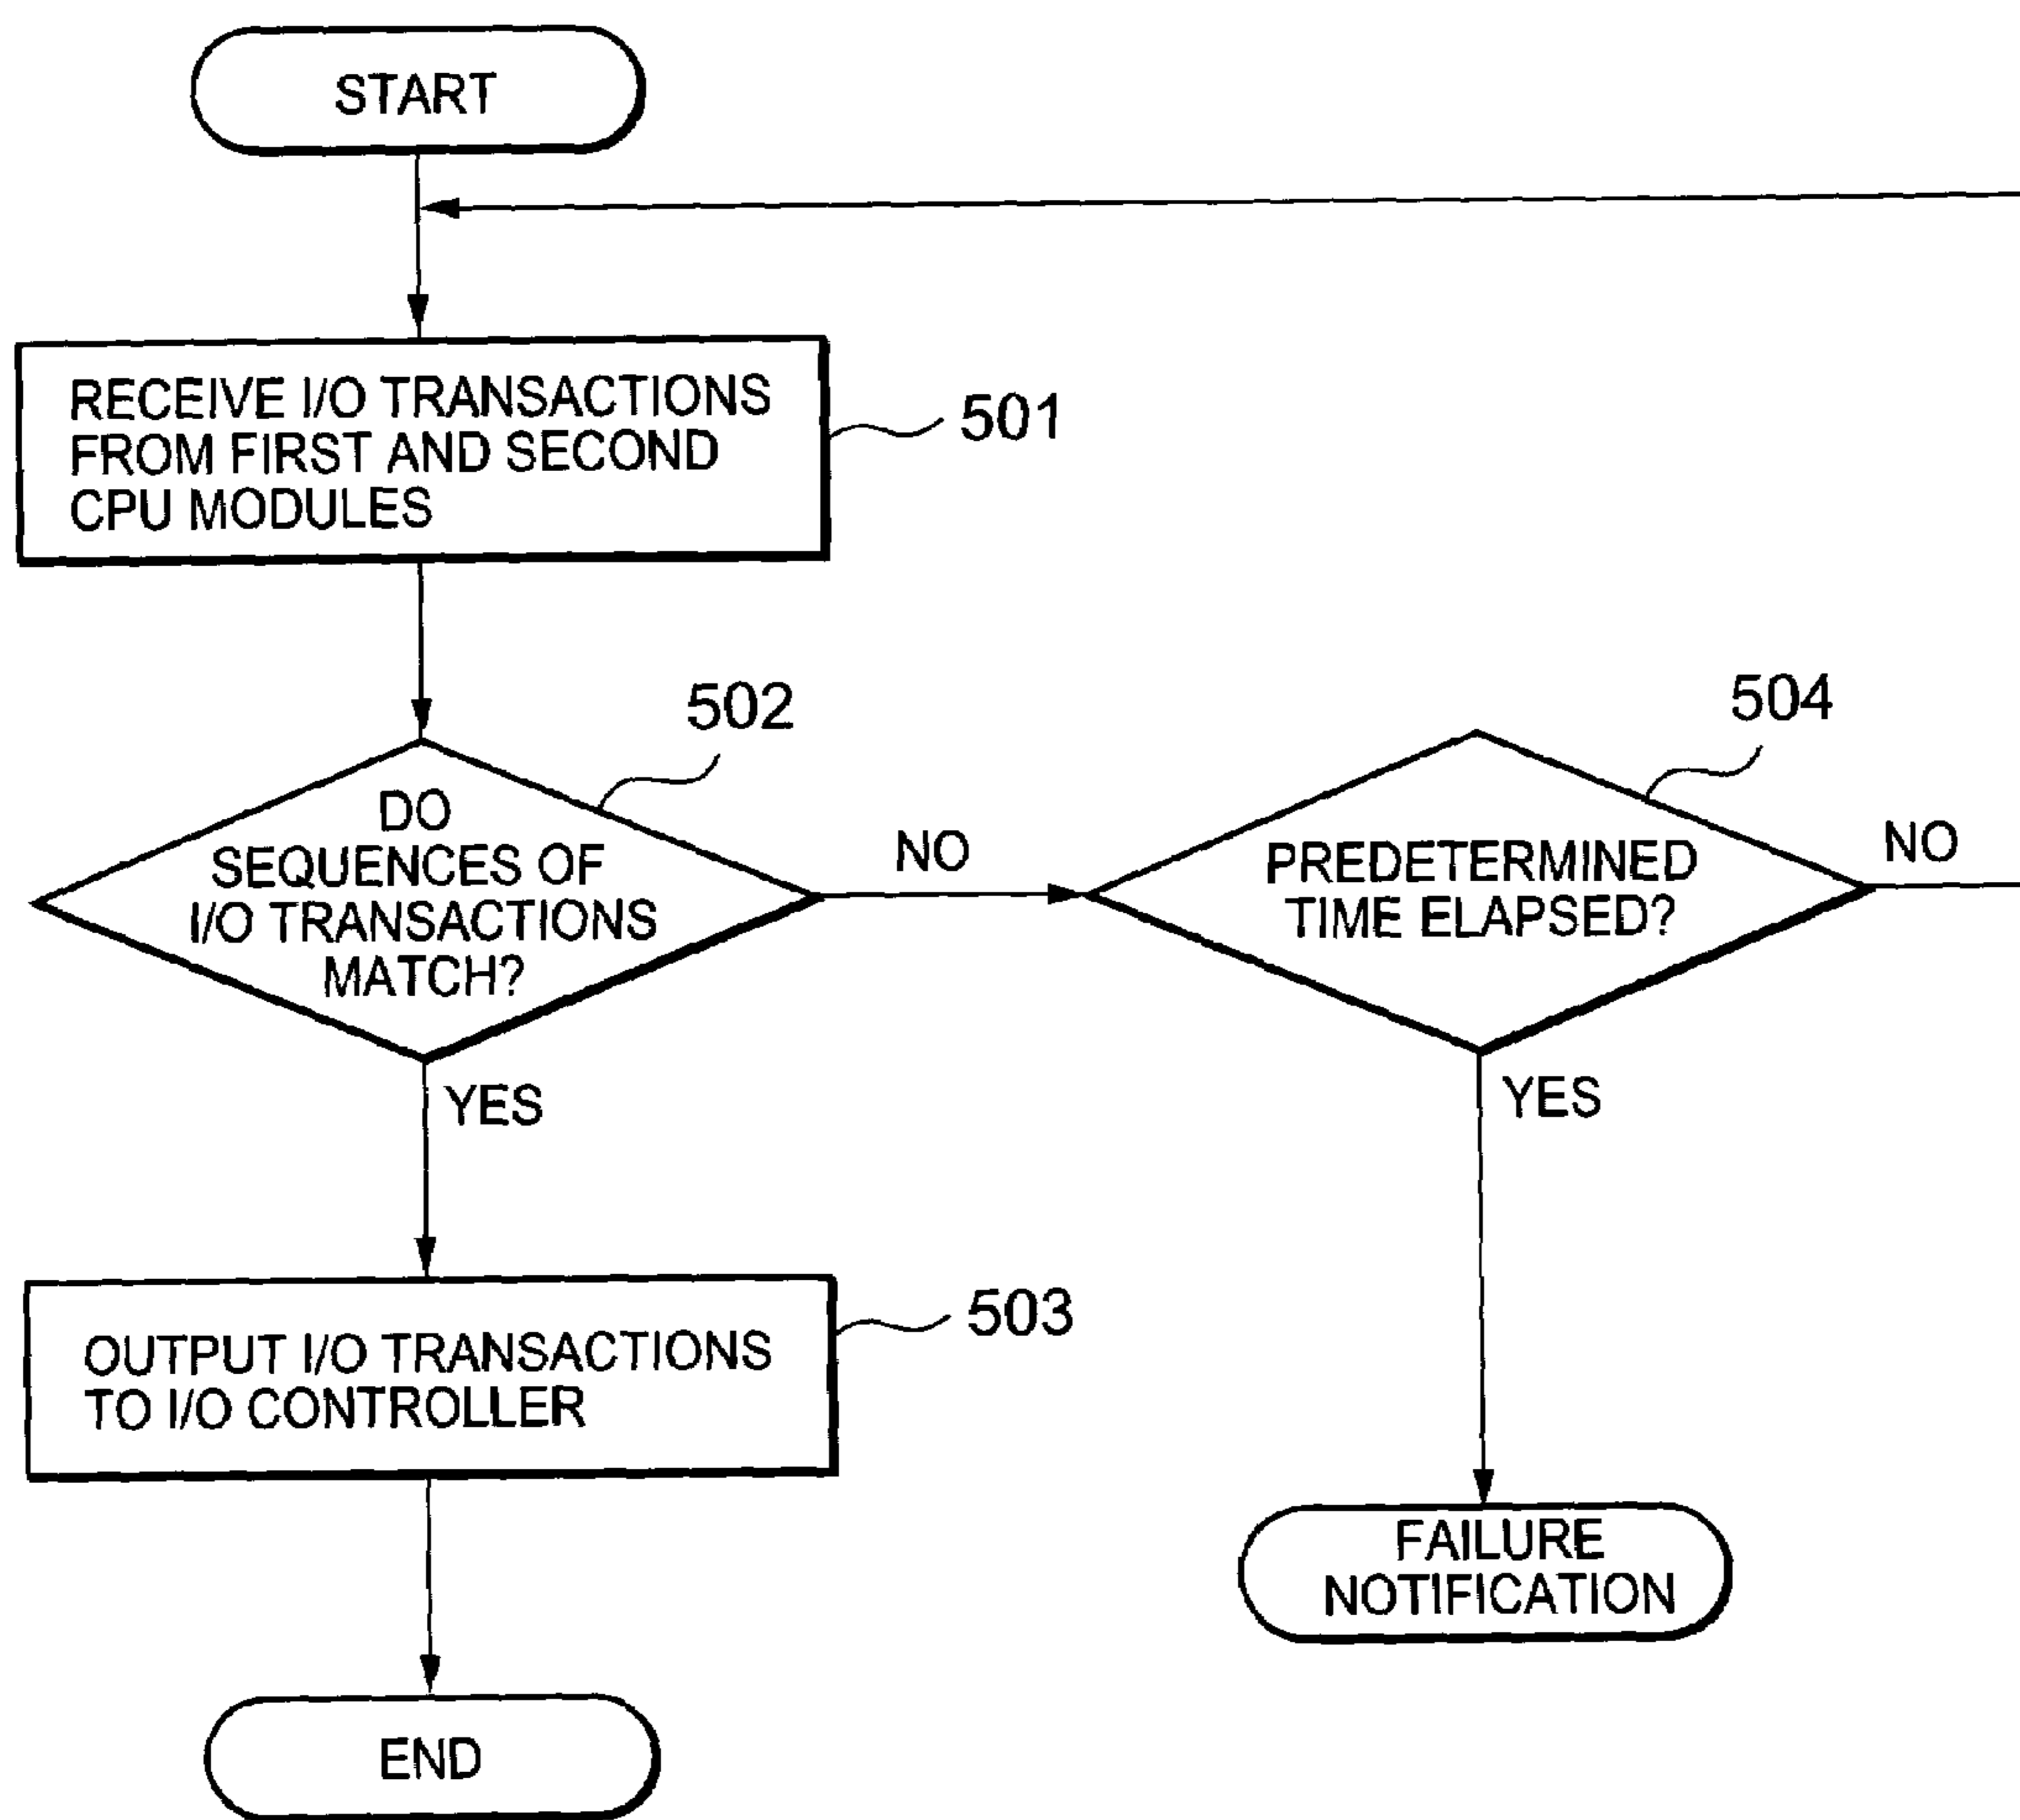 START
RECEIVE I/O TRANSACTIONS
FROM FIRST AND SECOND
CPU MODULES
501
502
DO
SEQUENCES OF
I/O TRANSACTIONS
MATCH?
NO
504
PREDETERMINED
TIME ELAPSED?
NO
YES
YES
OUTPUT I/O TRANSACTIONS
TO I/O CONTROLLER
503
FAILURE
NOTIFICATION
END